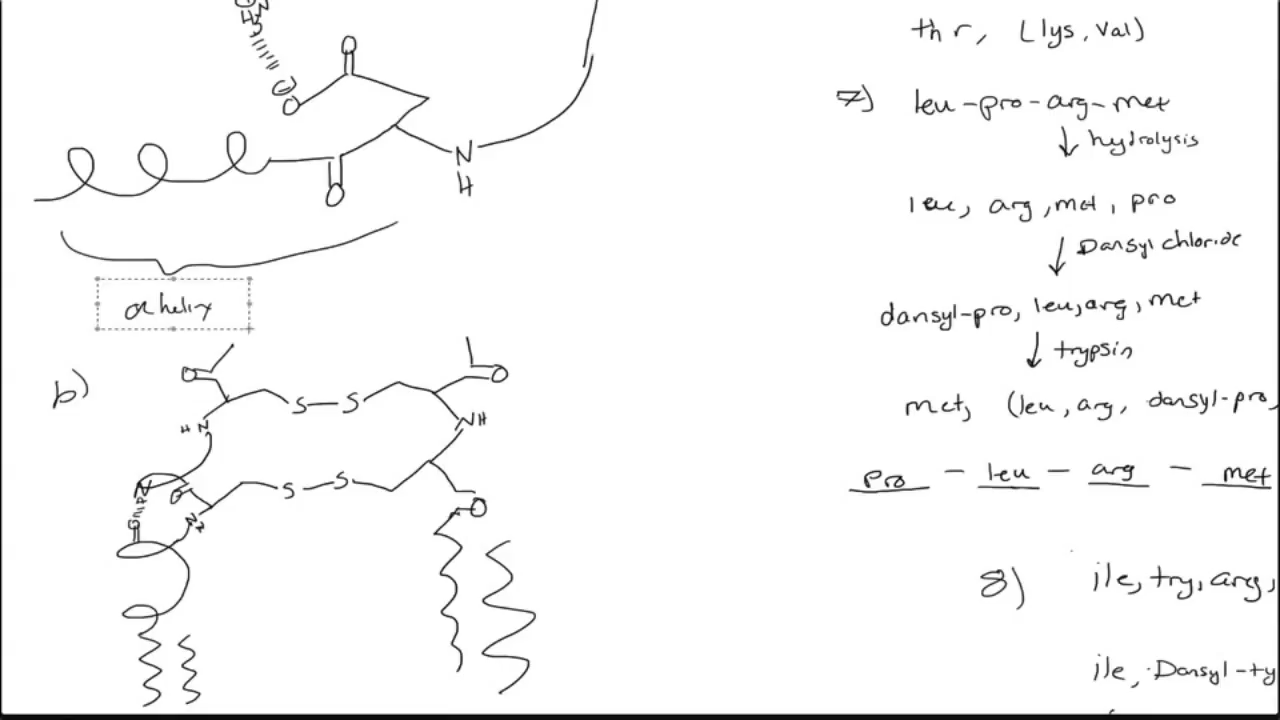 O
O
N
H
O
α helix
b)
O
S—S
O
H N
NH
N
O
S—S
O
O
thr, (lys, val)
7) leu-pro-arg-met
↓ hydrolysis
leu, arg, met, pro
↓ Dansyl chloride
dansyl-pro, leu, arg, met
↓ trypsin
met, (leu, arg, dansyl-pro,
pro - leu - arg - met
8) ile, try, arg,
ile, Dansyl-ty